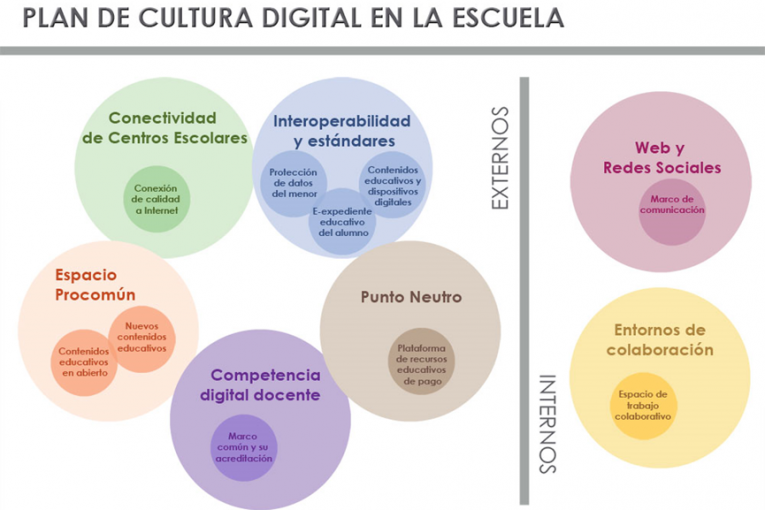 PLAN DE CULTURA DIGITAL EN LA ESCUELA
Conectividad
de Centros Escolares
Conexión
de calidad
a Internet
Interoperabilidad
y estándares
Protección
de datos
del menor
Contenidos
educativos y
dispositivos
digitales
E-expediente
educativo
del alumno
Espacio
Procomún
Contenidos
educativos
en abierto
Nuevos
contenidos
educativos
Competencia
digital docente
Marco
común y su
acreditación
Punto Neutro
Plataforma
de recursos
educativos
de pago
EXTERNOS
INTERNOS
Web y
Redes Sociales
Marco de
comunicación
Entornos de
colaboración
Espacio de
trabajo
colaborativo